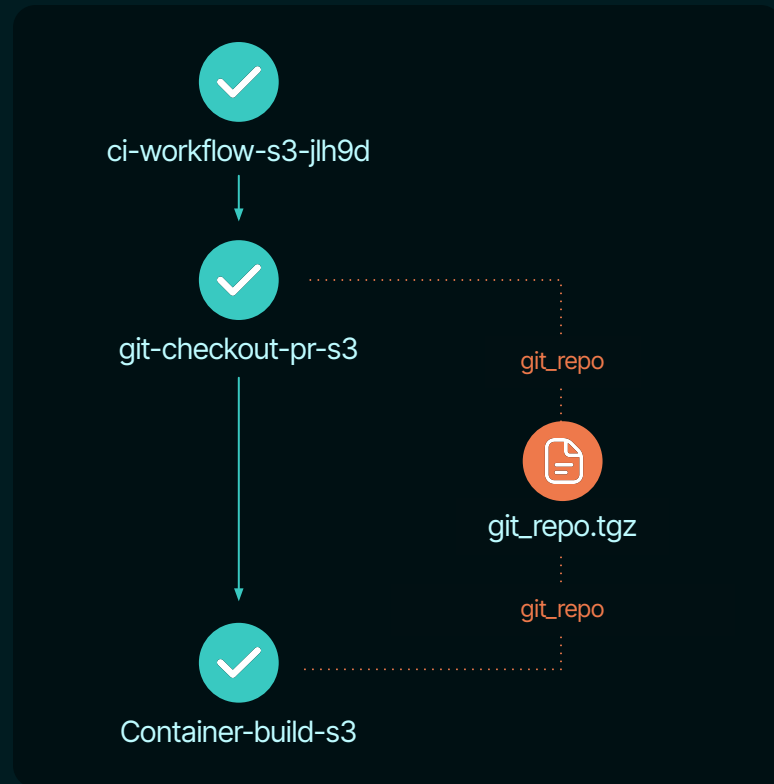 ci-workflow-s3-jlh9d
git-checkout-pr-s3
git_repo
git_repo.tgz
git_repo
Container-build-s3